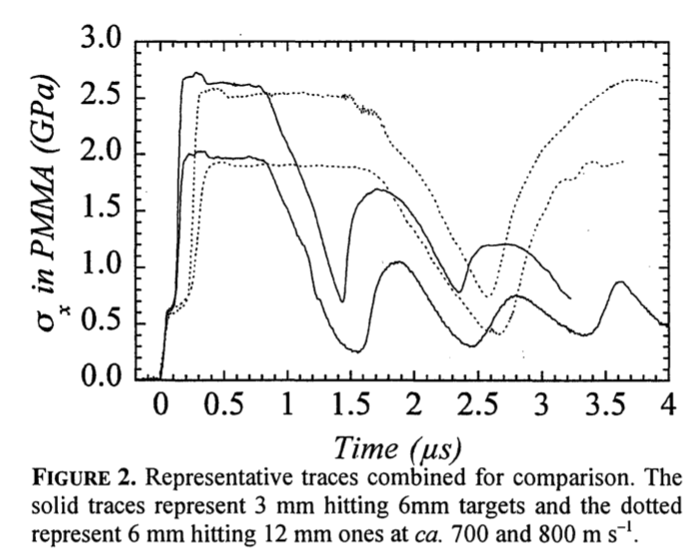 3.0
2.5
2.0
1.5
1.0
0.5
0.0
σx in PMMA (GPa)
0 0.5 1 1.5 2 2.5 3 3.5 4
Time (μs)
FIGURE 2. Representative traces combined for comparison. The
solid traces represent 3 mm hitting 6mm targets and the dotted
represent 6 mm hitting 12 mm ones at ca. 700 and 800 m s⁻¹.